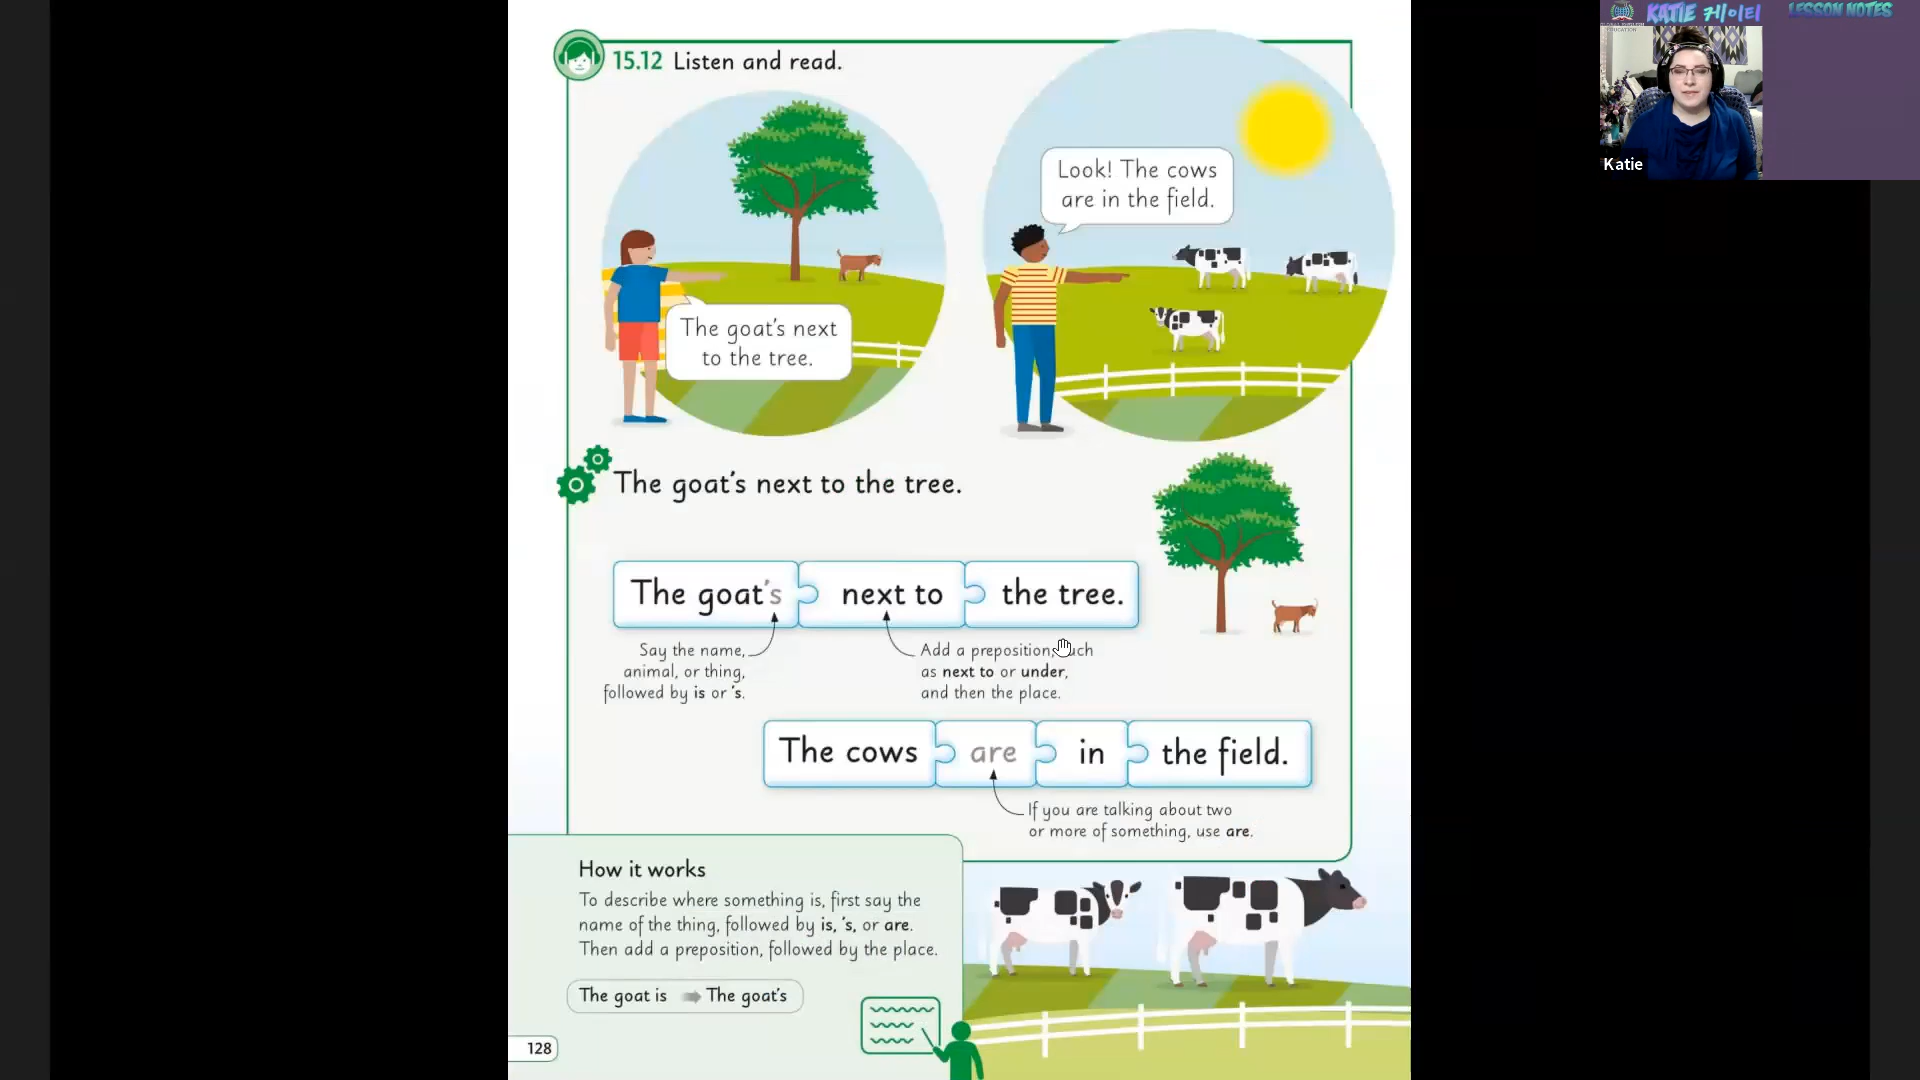 15.12 Listen and read.
Look! The cows
are in the field.
The goat's next
to the tree.
The goat's next to the tree.
The goat's next to the tree.
Say the name,
animal, or thing,
followed by is or 's.
Add a preposition, such
as next to or under,
and then the place.
The cows are in the field.
If you are talking about two
or more of something, use are.
How it works
To describe where something is, first say the
name of the thing, followed by is, 's, or are.
Then add a preposition, followed by the place.
The goat is The goat's
128
KATIE 케이티
LESSON NOTES
Katie